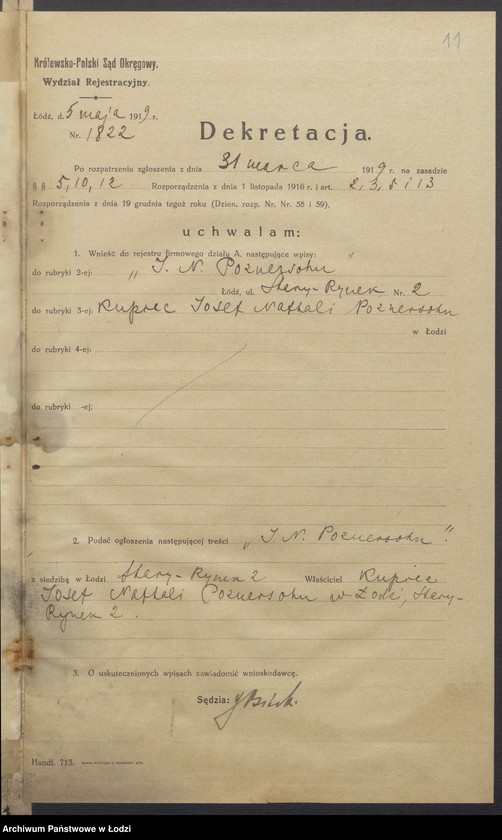 11
Królewsko-Polski Sąd Okręgowy.
Wydział Rejestracyjny.
Łódź, d. 5 maja 1919 r.
Nr. 1822
Dekretacja.
Po rozpatrzeniu zgłoszenia z dnia 31 marca 1919 r. na zasadzie
§ § 5, 10, 12 Rozporządzenia z dnia 1 listopada 1916 r. i art. 2, 3, 8 i 13
Rozporządzenia z dnia 19 grudnia tegoż roku (Dzien. rozp. Nr. Nr. 58 i 59),
uchwalam:
1. Wnieść do rejestru firmowego działu A, następujące wpisy:
do rubryki 2-ej: „J. N. Poznersohn"
Łódź, ul. Stary-Rynek Nr. 2
do rubryki 3-ej: Kupiec Josef Naftali Poznersohn
w Łodzi
do rubryki 4-ej:
do rubryki -ej:
2. Podać ogłoszenia następującej treści „J. N. Poznersohn".
z siedzibą w Łodzi Stary-Rynek 2 Właściciel Kupiec
Josef Naftali Poznersohn w Łodzi, Stary-
Rynek 2.
3. O uskutecznionych wpisach zawiadomić wnioskodawcę.
Sędzia:
Handl. 713.
Archiwum Państwowe w Łodzi